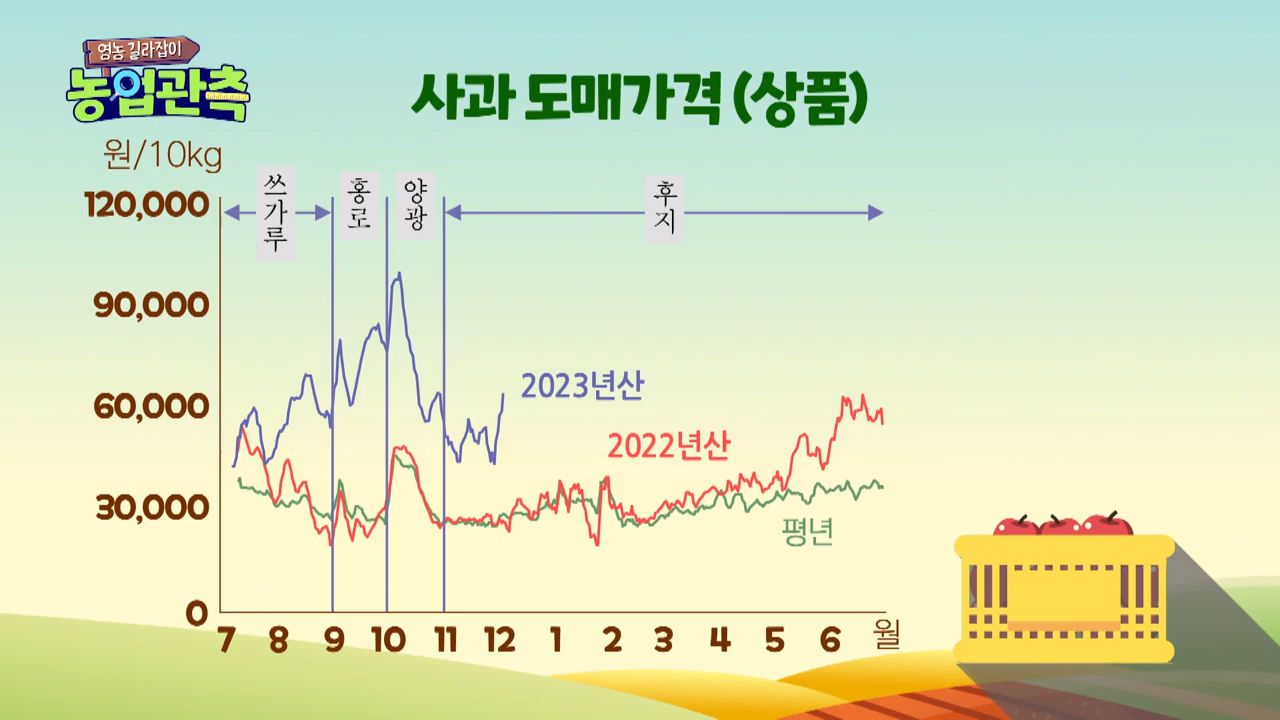 영농 길라잡이
농업관측
사과 도매가격 (상품)
원/10kg
120,000
90,000
60,000
30,000
0
쓰가루
홍로
양광
후지
2023년산
2022년산
평년
7 8 9 10 11 12 1 2 3 4 5 6 월